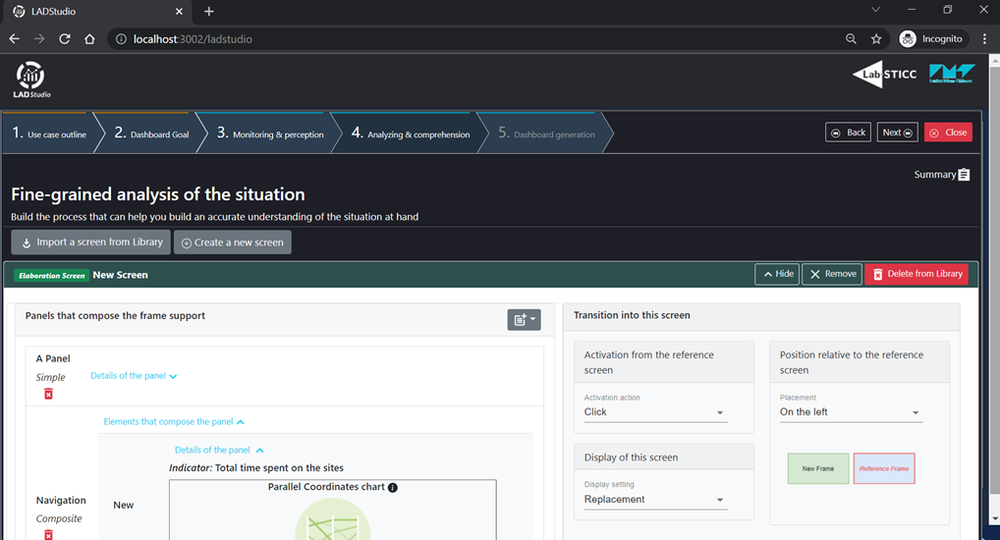 LADStudio
localhost:3002/ladstudio
Incognito
LAD Studio
Lab-STICC
1. Use case outline
2. Dashboard Goal
3. Monitoring & perception
4. Analyzing & comprehension
5. Dashboard generation
Back
Next
Close
Summary
Fine-grained analysis of the situation
Build the process that can help you build an accurate understanding of the situation at hand
Import a screen from Library
Create a new screen
Elaboration Screen New Screen
Hide
Remove
Delete from Library
Panels that compose the frame support
A Panel
Simple
Details of the panel
Elements that compose the panel
Details of the panel
Indicator: Total time spent on the sites
Parallel Coordinates chart
Navigation
Composite
New
Transition into this screen
Activation from the reference
screen
Activation action
Click
Display of this screen
Display setting
Replacement
Position relative to the reference
screen
Placement
On the left
New Frame
Reference Frame